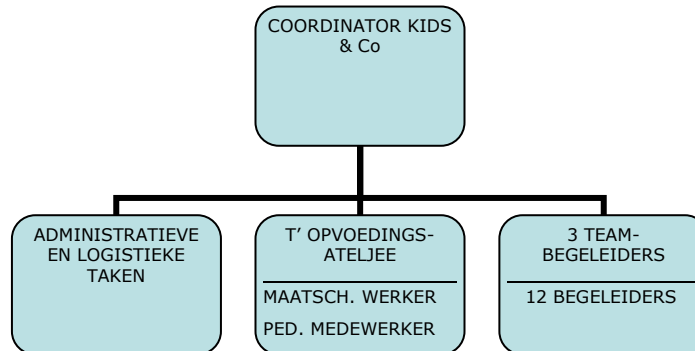 COORDINATOR KIDS
& Co
ADMINISTRATIEVE
EN LOGISTIEKE
TAKEN
T’ OPVOEDINGS-
ATELJEE
MAATSCH. WERKER
PED. MEDEWERKER
3 TEAM-
BEGELEIDERS
12 BEGELEIDERS